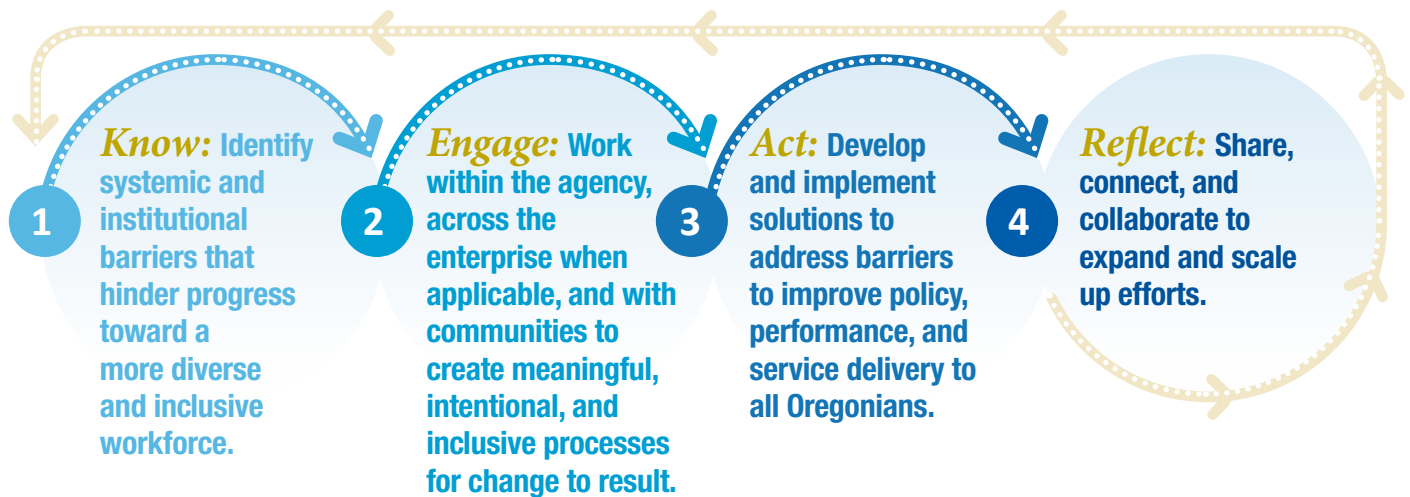 1
Know: Identify
systemic and
institutional
barriers that
hinder progress
toward a
more diverse
and inclusive
workforce.
2
Engage: Work
within the agency,
across the
enterprise when
applicable, and with
communities to
create meaningful,
intentional, and
inclusive processes
for change to result.
3
Act: Develop
and implement
solutions to
address barriers
to improve policy,
performance, and
service delivery to
all Oregonians.
4
Reflect: Share,
connect, and
collaborate to
expand and scale
up efforts.